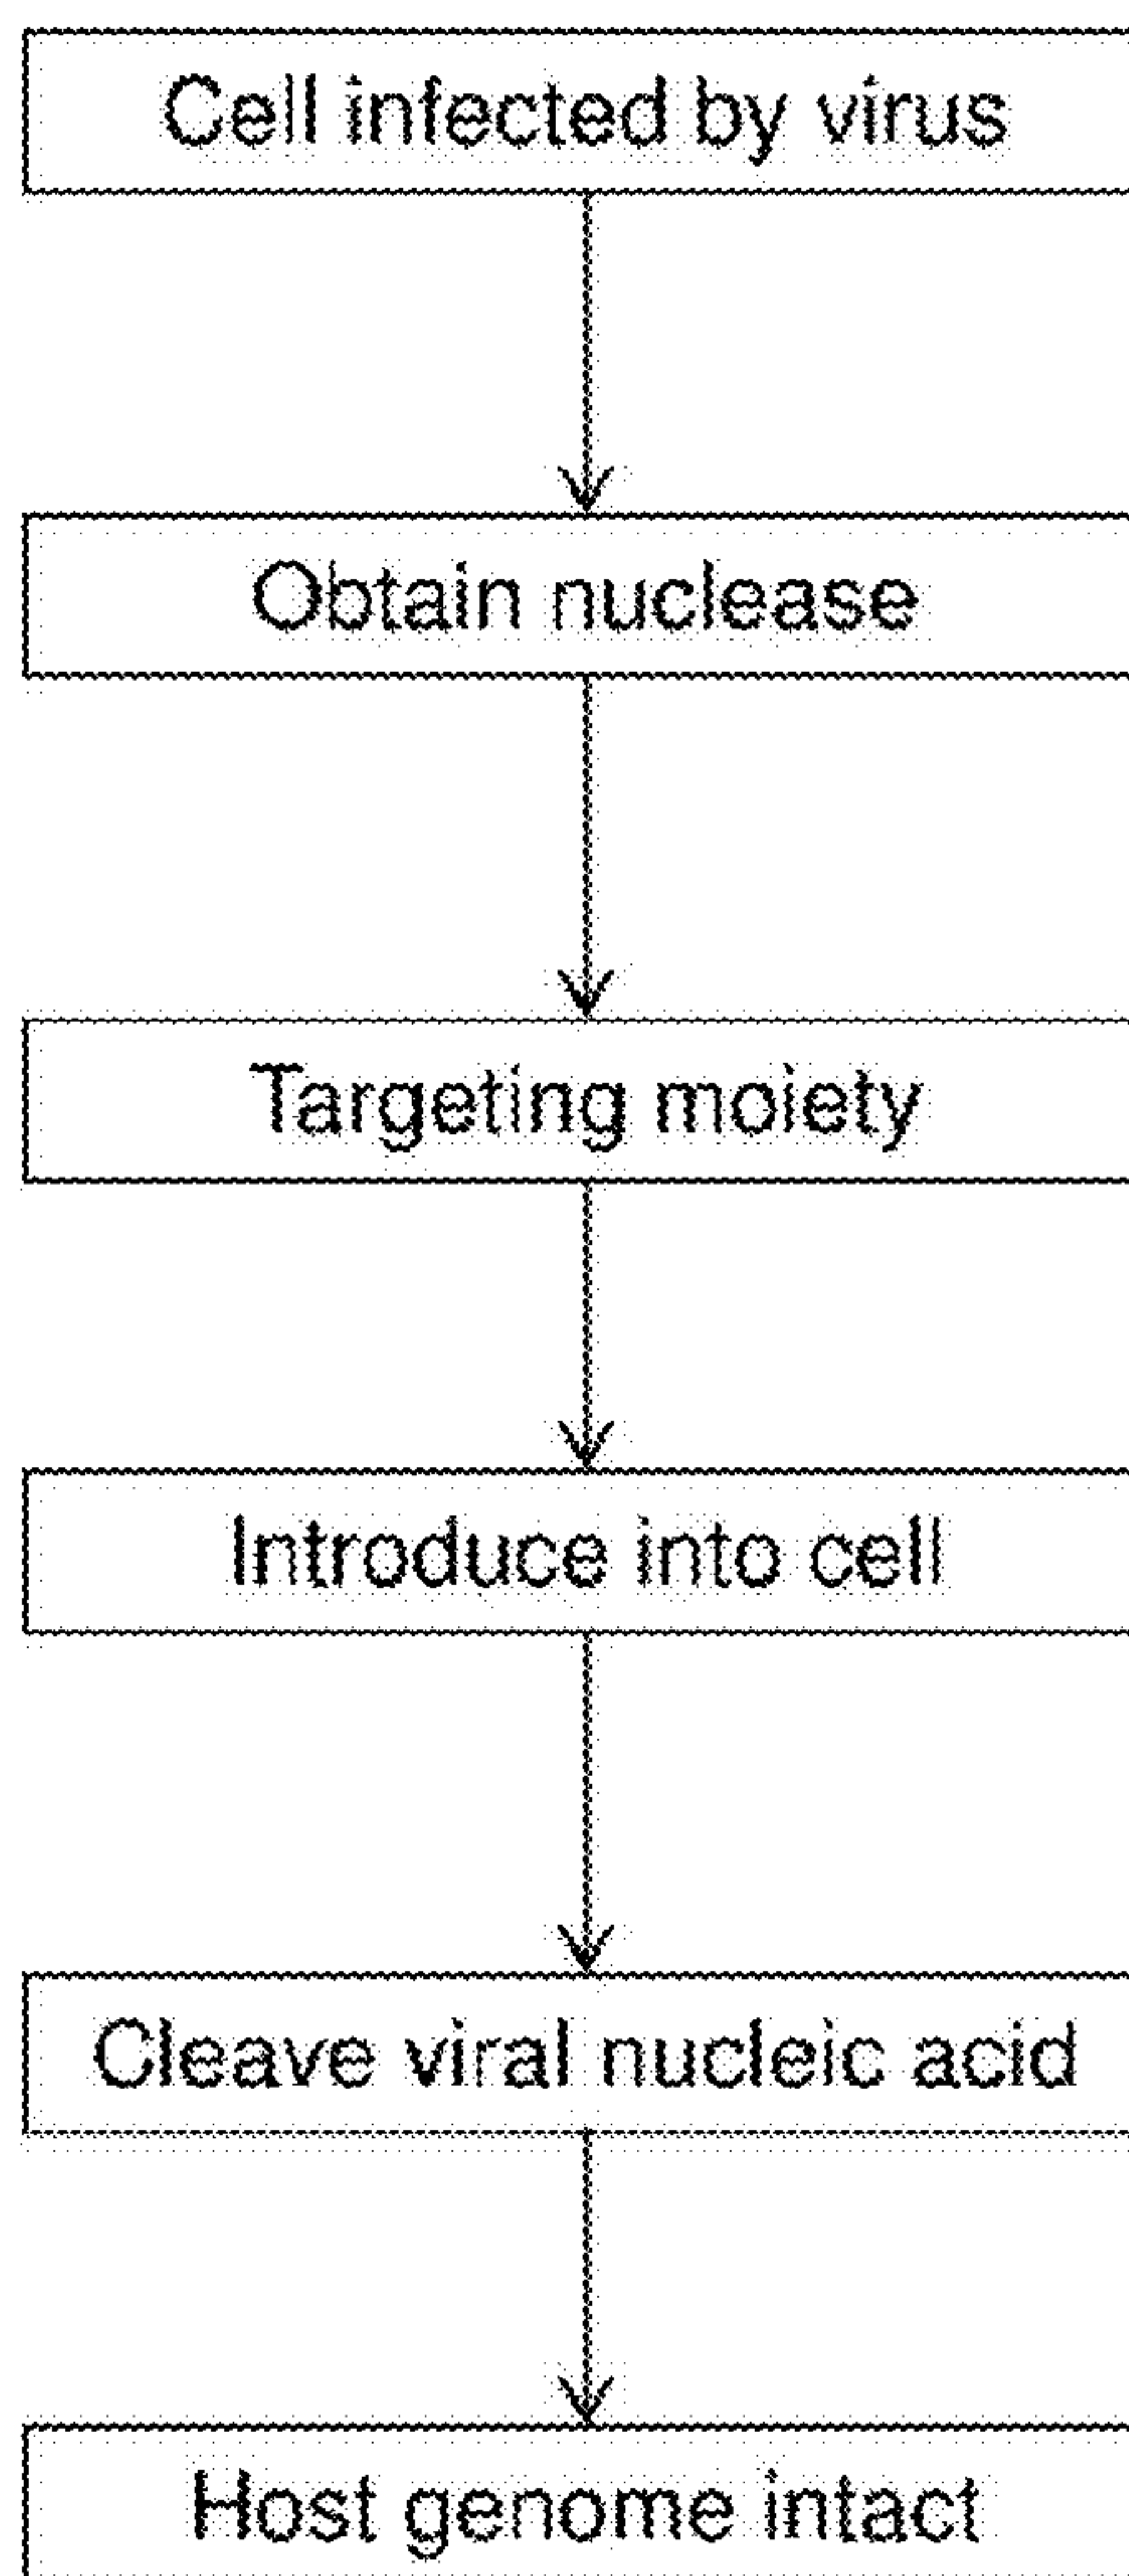 Cell infected by virus
Obtain nuclease
Targeting moiety
Introduce into cell
Cleave viral nucleic acid
Host genome intact